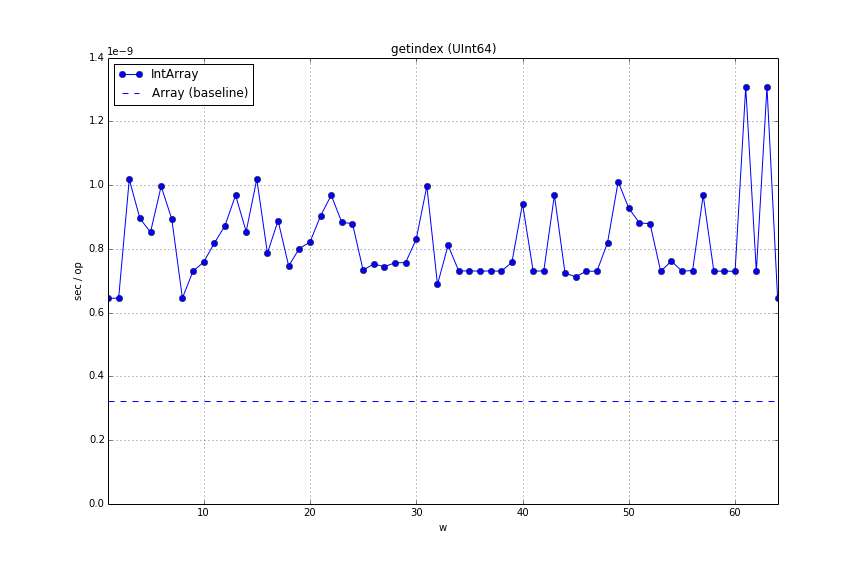 getindex (UInt64)
1e−9
1.4
1.2
1.0
0.8
0.6
0.4
0.2
0.0
IntArray
Array (baseline)
sec / op
10 20 30 40 50 60
w